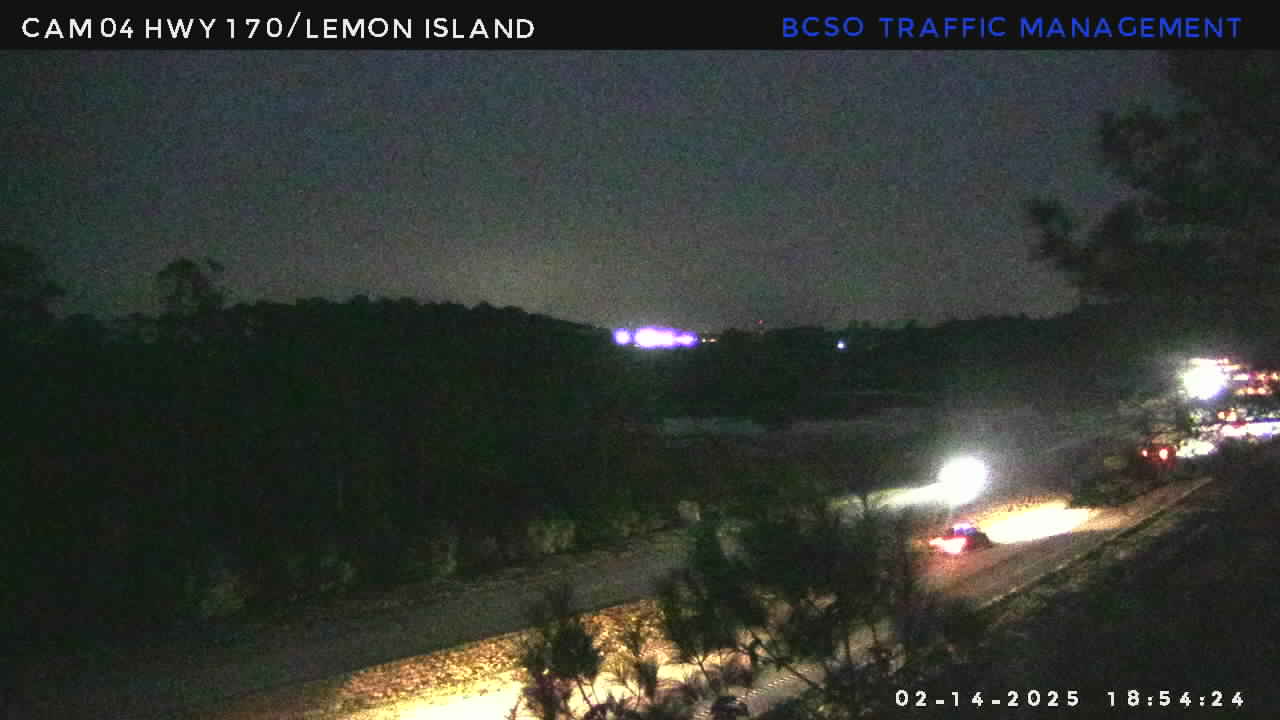 CAM04 HWY 170/LEMON ISLAND
BCSO TRAFFIC MANAGEMENT
02-14-2025 18:54:24